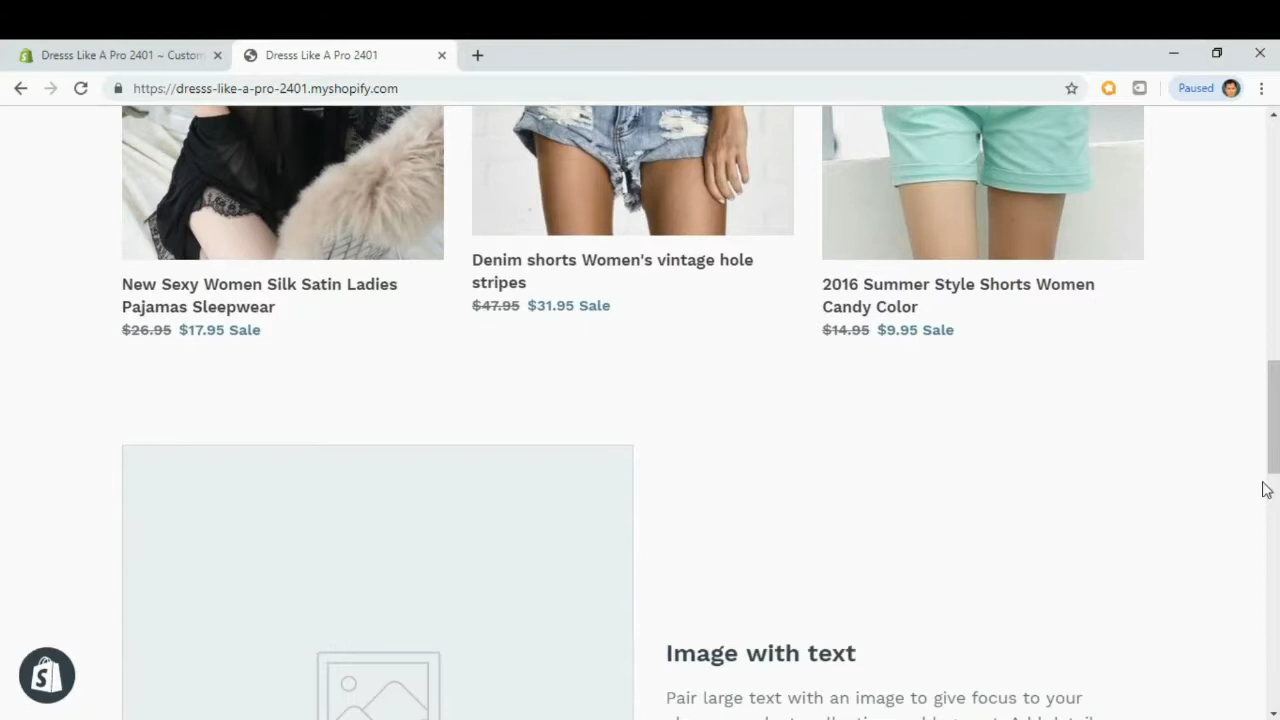 Dresss Like A Pro 2401 ~ Custom
Dresss Like A Pro 2401
https://dresss-like-a-pro-2401.myshopify.com
Paused
New Sexy Women Silk Satin Ladies
Pajamas Sleepwear
$26.95 $17.95 Sale
Denim shorts Women's vintage hole
stripes
$47.95 $31.95 Sale
2016 Summer Style Shorts Women
Candy Color
$14.95 $9.95 Sale
Image with text
Pair large text with an image to give focus to your